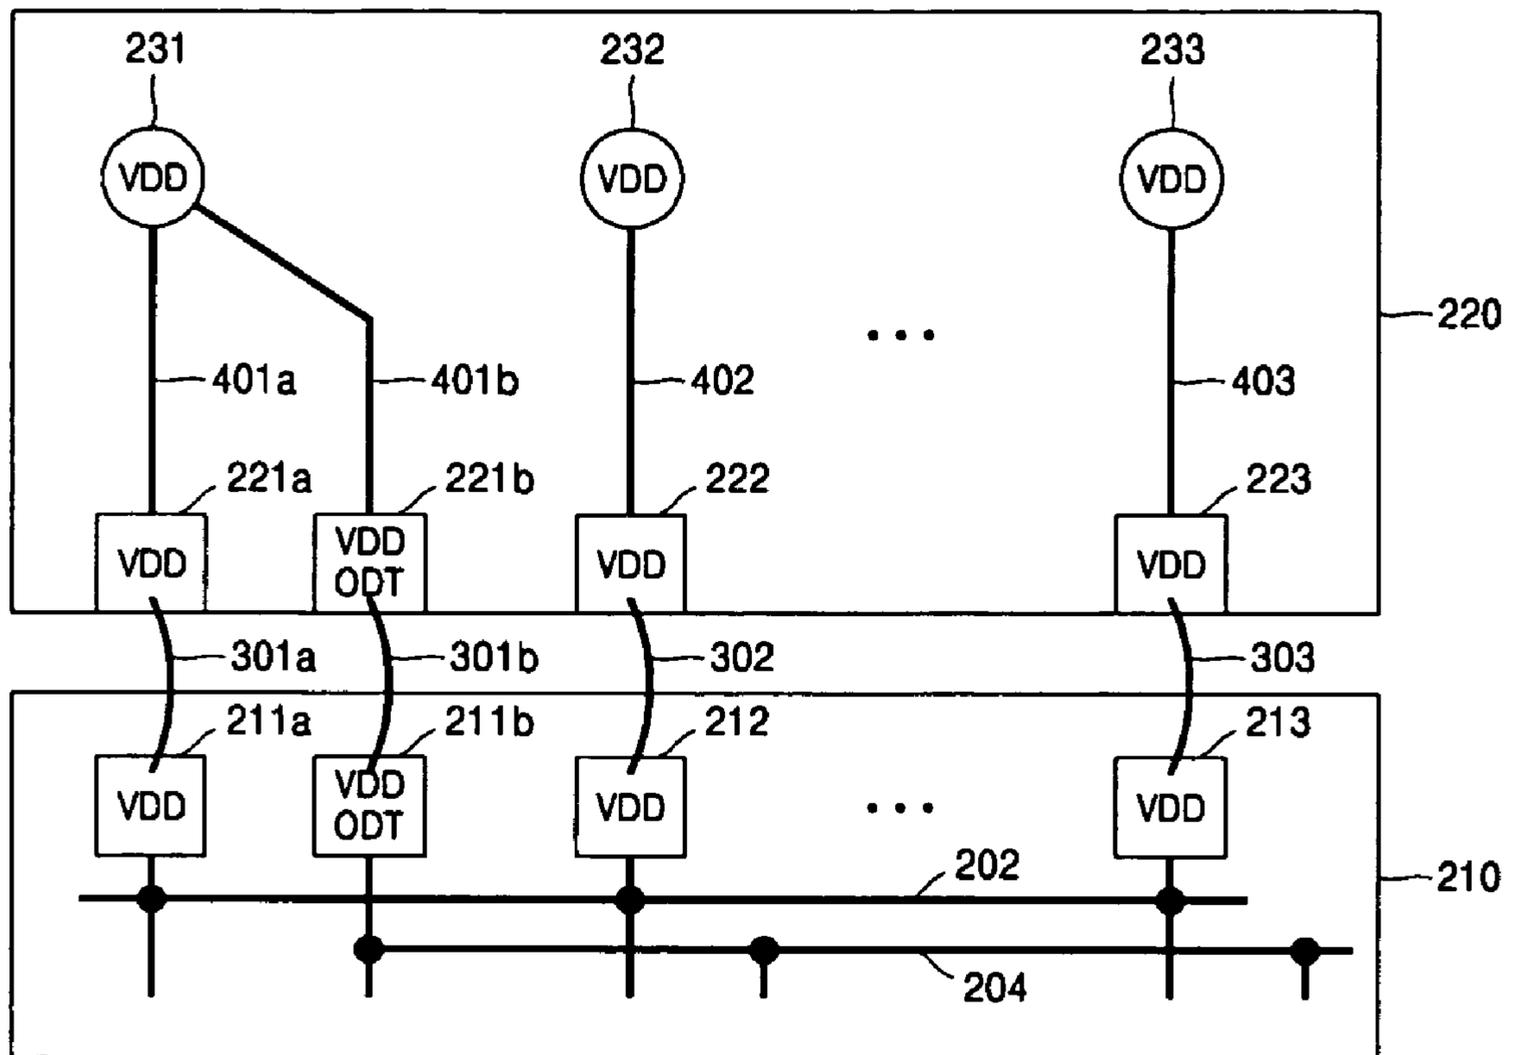 231 232 233
VDD VDD VDD
220
401a 401b 402 403
221a 221b 222 223
VDD VDD ODT VDD VDD
301a 301b 302 303
211a 211b 212 213
VDD VDD ODT VDD VDD
202
210
204